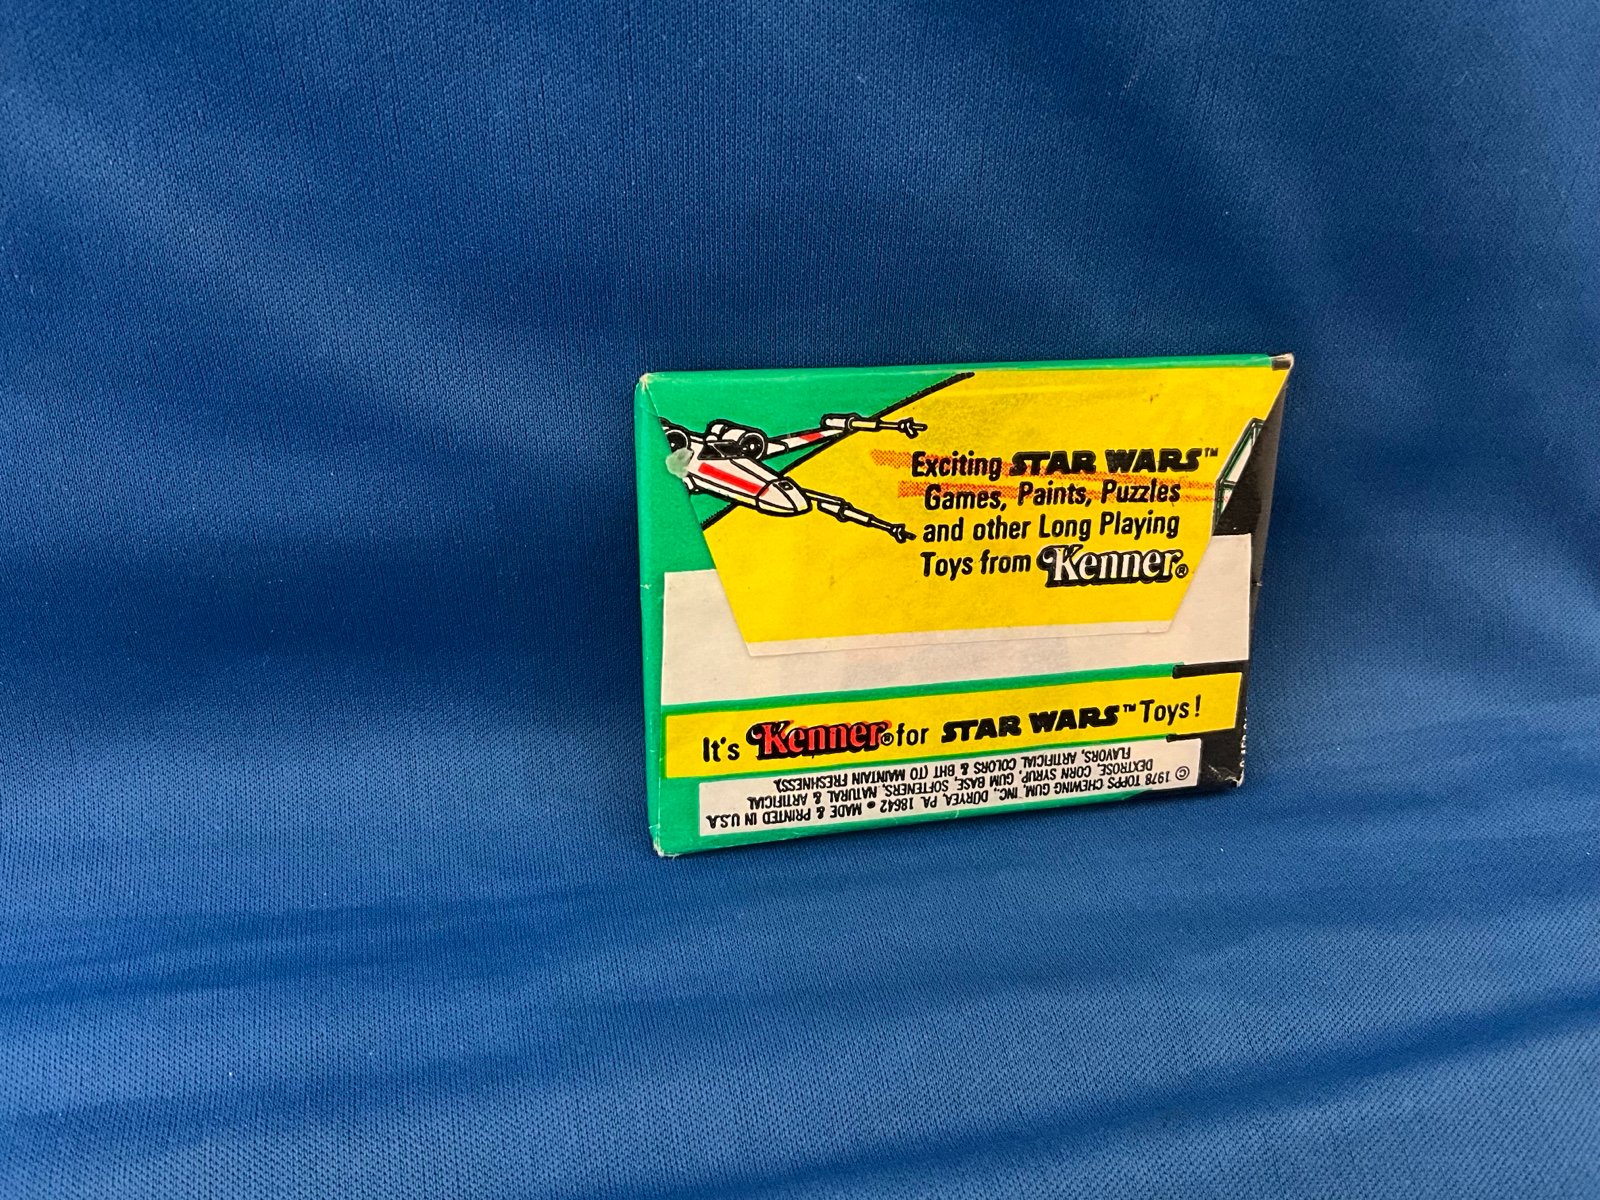 Exciting STAR WARS™
Games, Paints, Puzzles
and other Long Playing
Toys from Kenner®
It's Kenner® for STAR WARS™ Toys!
© 1978 TOPPS CHEWING GUM, INC., DURYEA, PA. 18642 • MADE & PRINTED IN U.S.A.
DEXTROSE, CORN SYRUP, GUM BASE, SOFTENERS, NATURAL & ARTIFICIAL
FLAVORS, ARTIFICIAL COLORS & BHT (TO MAINTAIN FRESHNESS).